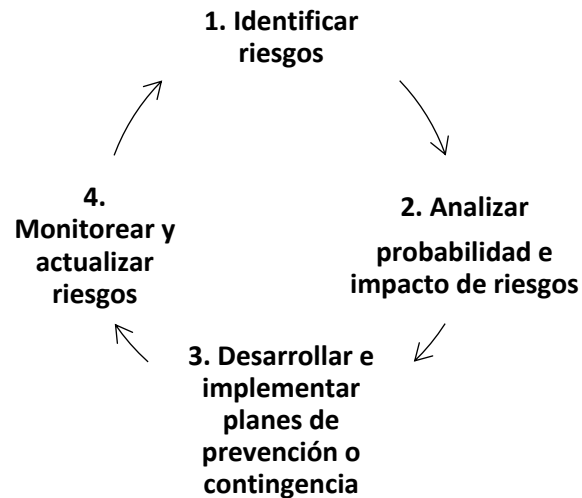 1. Identificar
riesgos
2. Analizar
probabilidad e
impacto de riesgos
3. Desarrollar e
implementar
planes de
prevención o
contingencia
4.
Monitorear y
actualizar
riesgos